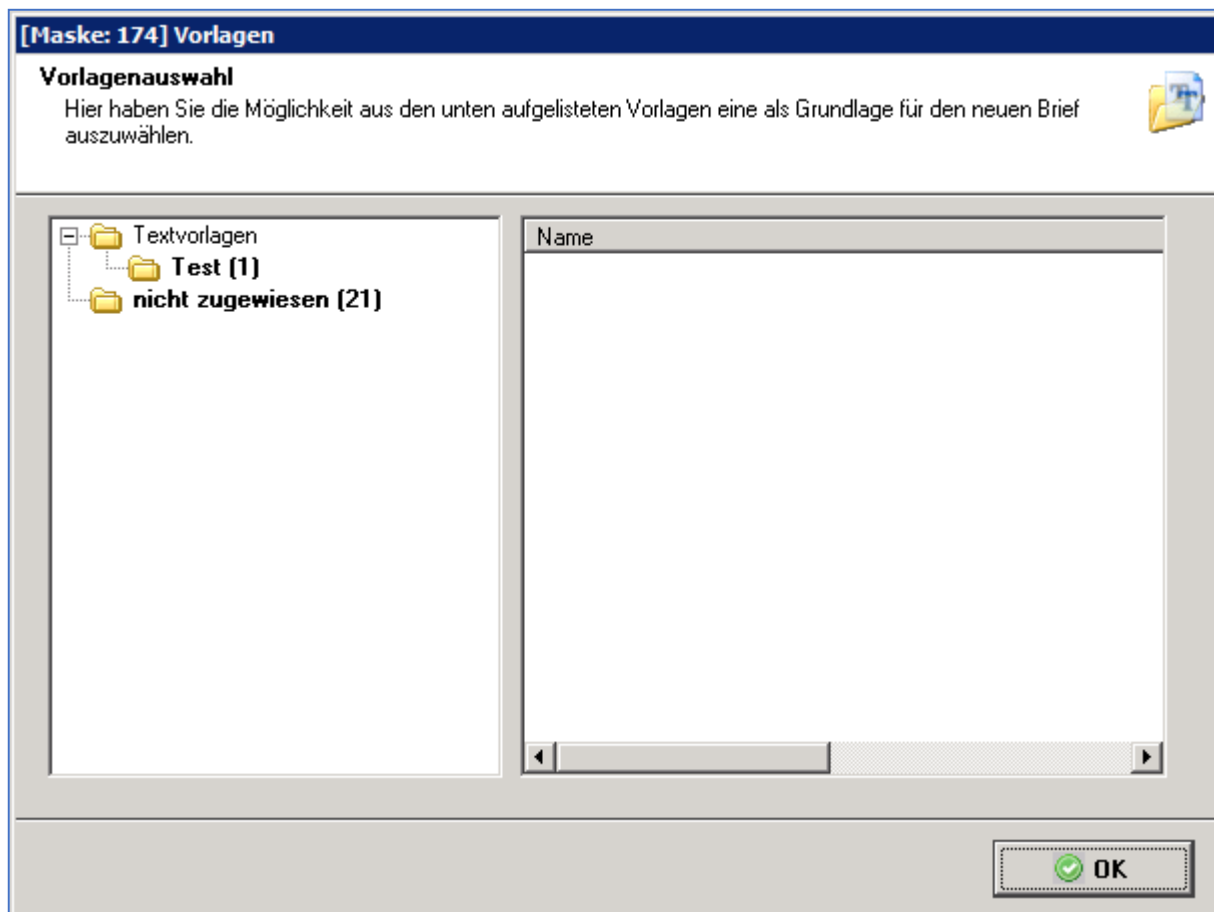 [Maske: 174] Vorlagen
Vorlagenauswahl
Hier haben Sie die Möglichkeit aus den unten aufgelisteten Vorlagen eine als Grundlage für den neuen Brief
auszuwählen.
Textvorlagen
Test (1)
nicht zugewiesen (21)
Name
OK